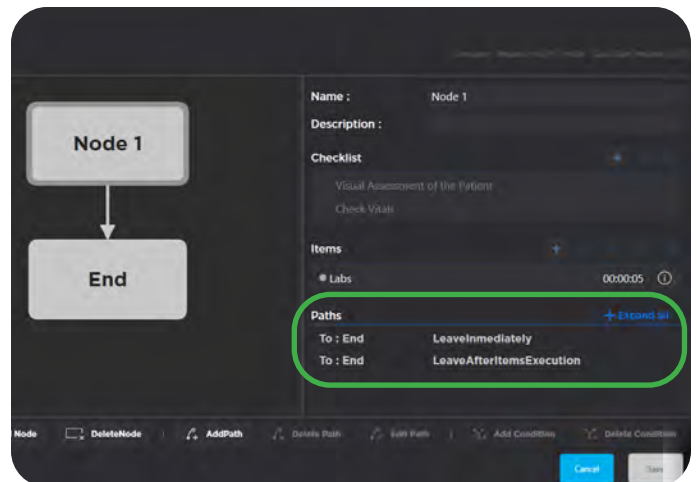 Name : Node 1
Description :
Node 1
Checklist
Visual Assessment of the Patient
Check Vitals
Items
End
Labs 00:00:05
Paths + Expand all
To : End LeaveInmediately
To : End LeaveAfterItemsExecution
Node DeleteNode AddPath Delete Path Edit Path Add Condition Delete Condition
Cancel Save